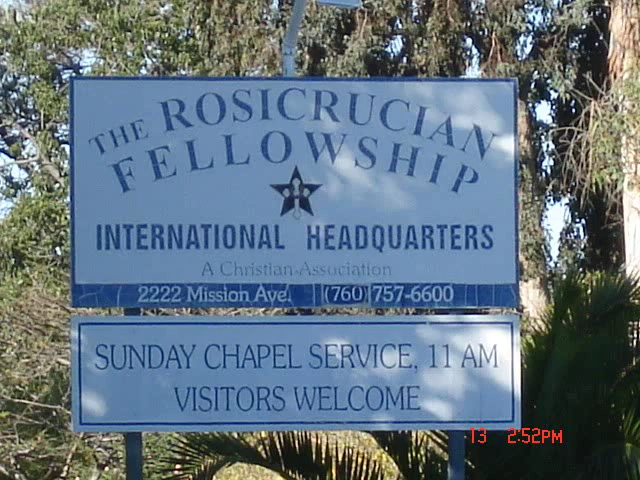 THE ROSICRUCIAN
FELLOWSHIP
INTERNATIONAL HEADQUARTERS
A Christian Association
2222 Mission Ave. (760) 757-6600
SUNDAY CHAPEL SERVICE, 11 AM
VISITORS WELCOME
13 2:52PM